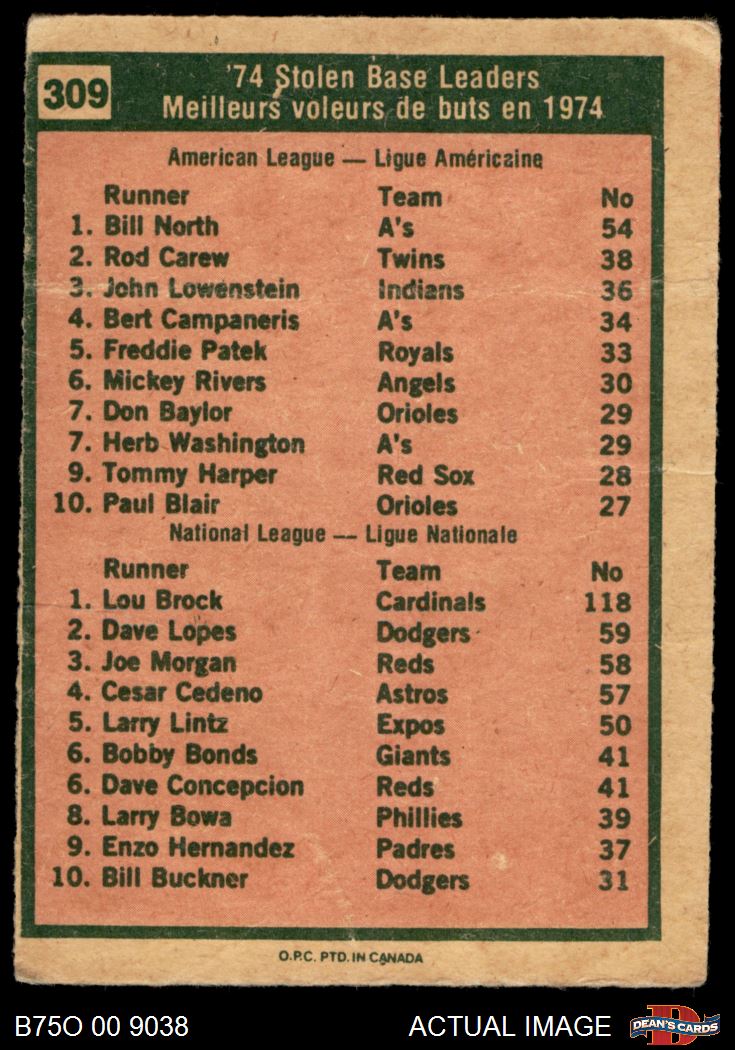 309
'74 Stolen Base Leaders
Meilleurs voleurs de buts en 1974
American League — Ligue Américaine
Runner Team No
1. Bill North A's 54
2. Rod Carew Twins 38
3. John Lowenstein Indians 36
4. Bert Campaneris A's 34
5. Freddie Patek Royals 33
6. Mickey Rivers Angels 30
7. Don Baylor Orioles 29
7. Herb Washington A's 29
9. Tommy Harper Red Sox 28
10. Paul Blair Orioles 27
National League — Ligue Nationale
Runner Team No
1. Lou Brock Cardinals 118
2. Dave Lopes Dodgers 59
3. Joe Morgan Reds 58
4. Cesar Cedeno Astros 57
5. Larry Lintz Expos 50
6. Bobby Bonds Giants 41
6. Dave Concepcion Reds 41
8. Larry Bowa Phillies 39
9. Enzo Hernandez Padres 37
10. Bill Buckner Dodgers 31
O.P.C. PTD. IN CANADA
B75O 00 9038 ACTUAL IMAGE D DEAN'S CARDS